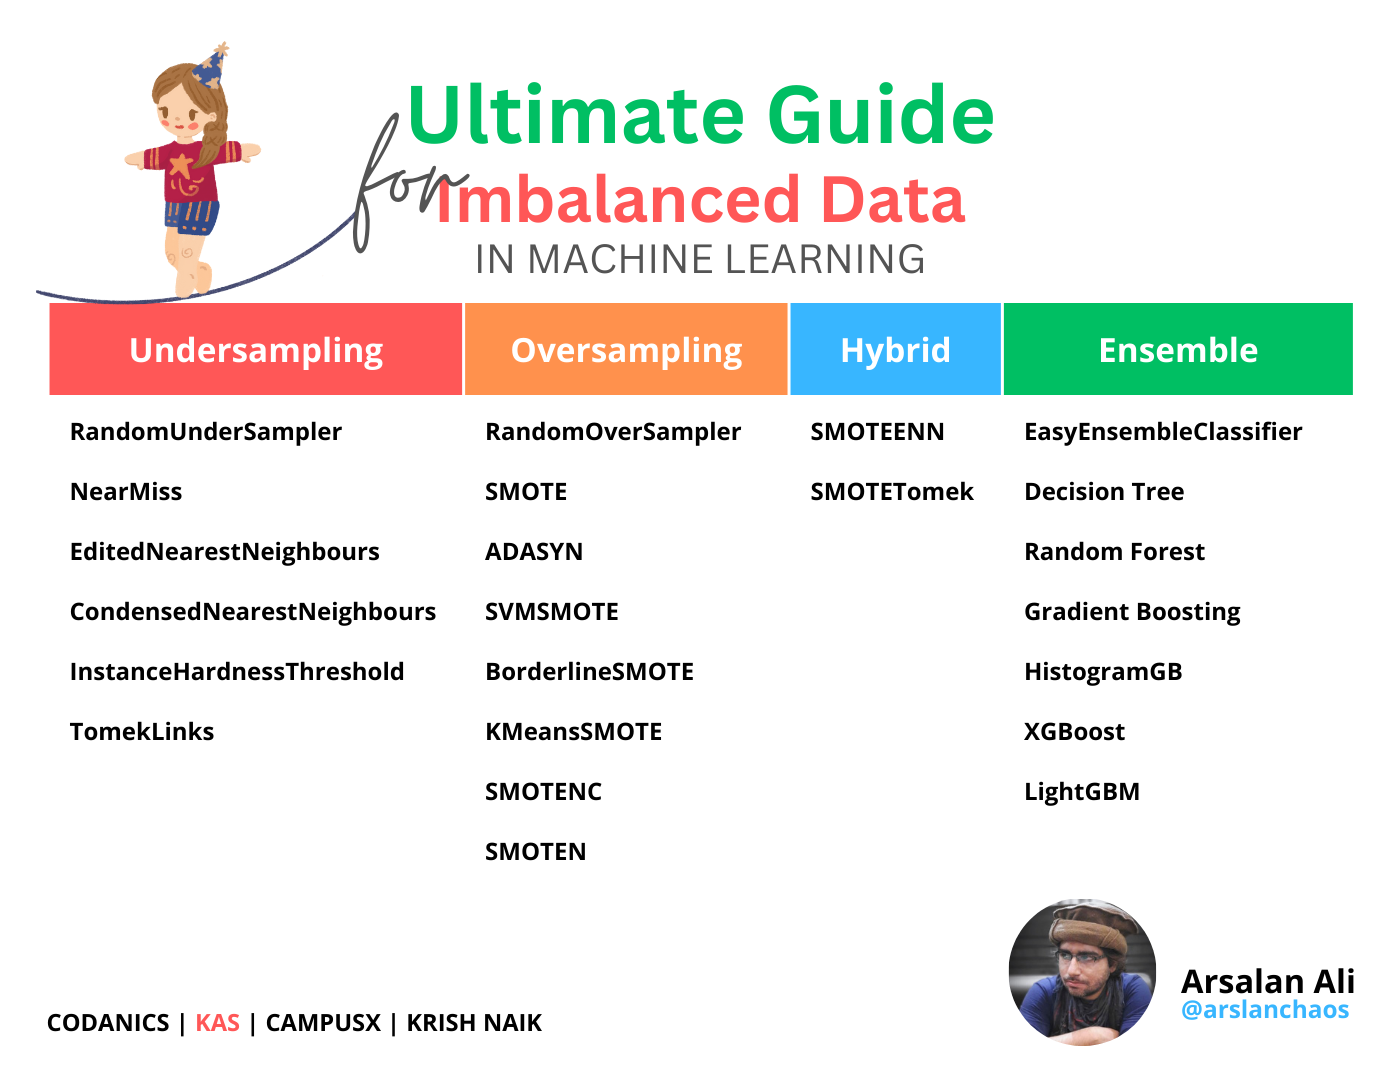 Ultimate Guide
for
Imbalanced Data
IN MACHINE LEARNING
Undersampling
RandomUnderSampler
NearMiss
EditedNearestNeighbours
CondensedNearestNeighbours
InstanceHardnessThreshold
TomekLinks
Oversampling
RandomOverSampler
SMOTE
ADASYN
SVMSMOTE
BorderlineSMOTE
KMeansSMOTE
SMOTENC
SMOTEN
Hybrid
SMOTEENN
SMOTETomek
Ensemble
EasyEnsembleClassifier
Decision Tree
Random Forest
Gradient Boosting
HistogramGB
XGBoost
LightGBM
Arsalan Ali
@arslanchaos
CODANICS | KAS | CAMPUSX | KRISH NAIK